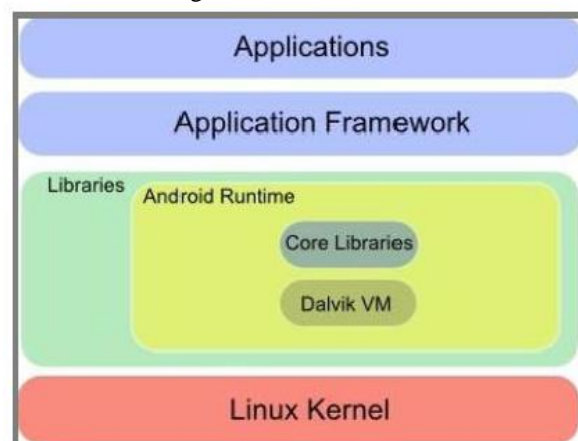 Applications
Application Framework
Libraries
Android Runtime
Core Libraries
Dalvik VM
Linux Kernel